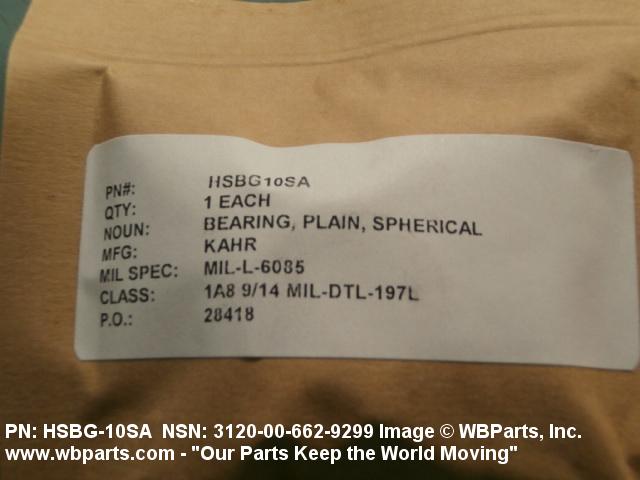 PN#: HSBG10SA
QTY: 1 EACH
NOUN: BEARING, PLAIN, SPHERICAL
MFG: KAHR
MIL SPEC: MIL-L-6085
CLASS: 1A8 9/14 MIL-DTL-197L
P.O.: 28418
PN: HSBG-10SA NSN: 3120-00-662-9299 Image © WBParts, Inc.
www.wbparts.com - "Our Parts Keep the World Moving"